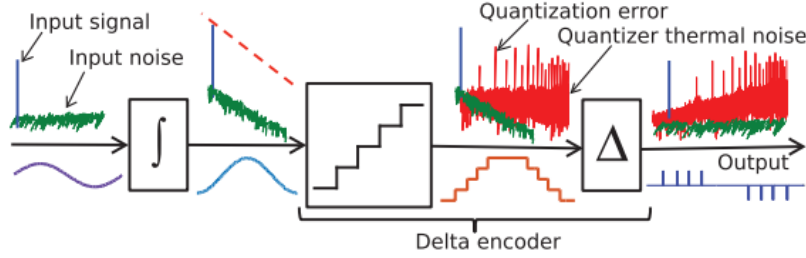 Input signal
Input noise
Quantization error
Quantizer thermal noise
∫
Δ
Output
Delta encoder